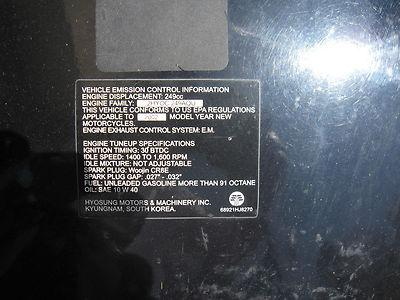 VEHICLE EMISSION CONTROL INFORMATION
ENGINE DISPLACEMENT: 249cc
ENGINE FAMILY:
THIS VEHICLE CONFORMS TO US EPA REGULATIONS
APPLICABLE TO MODEL YEAR NEW
MOTORCYCLES.
ENGINE EXHAUST CONTROL SYSTEM: E.M.
ENGINE TUNEUP SPECIFICATIONS
IGNITION TIMING: 30 BTDC
IDLE SPEED: 1400 TO 1,600 RPM
IDLE MIXTURE: NOT ADJUSTABLE
SPARK PLUG: Woojin CR8E
SPARK PLUG GAP: .027" - .032"
FUEL: UNLEADED GASOLINE MORE THAN 91 OCTANE
OIL: SAE 10 W 40
HYOSUNG MOTORS & MACHINERY INC.
KYUNGNAM, SOUTH KOREA.
68921HJ8270